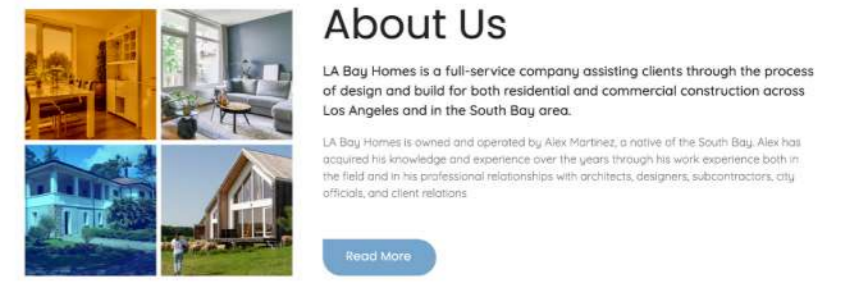 About Us
LA Bay Homes is a full-service company assisting clients through the process
of design and build for both residential and commercial construction across
Los Angeles and in the South Bay area.
LA Bay Homes is owned and operated by Alex Martinez, a native of the South Bay. Alex has
acquired his knowledge and experience over the years through his work experience both in
the field and in his professional relationships with architects, designers, subcontractors, city
officials, and client relations
Read More